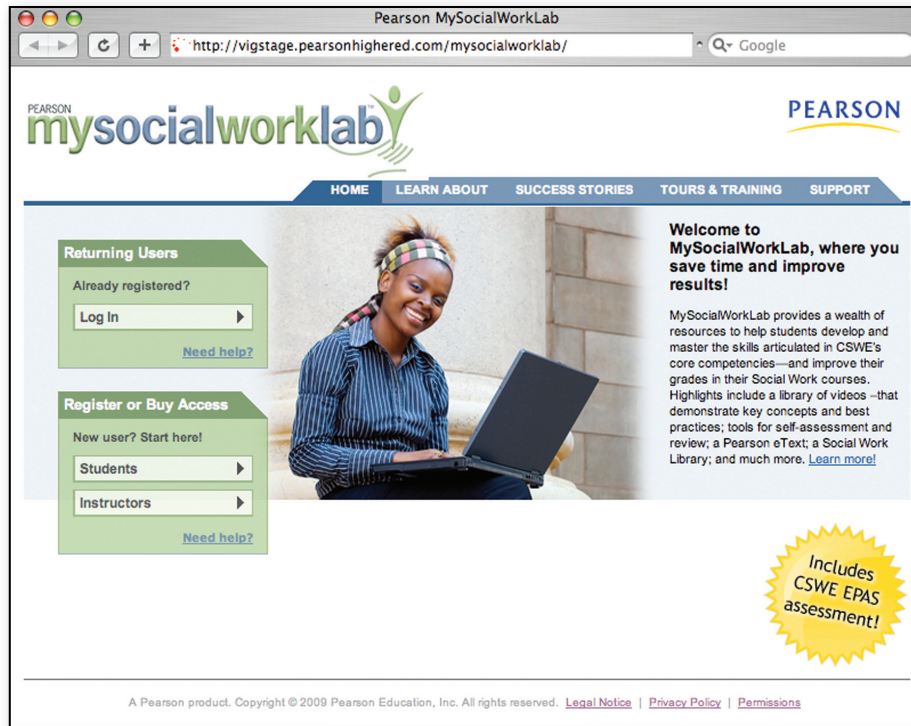 Pearson MySocialWorkLab
http://vigstage.pearsonhighered.com/mysocialworklab/
Google
PEARSON
mysocialworklab™
PEARSON
HOME LEARN ABOUT SUCCESS STORIES TOURS & TRAINING SUPPORT
Returning Users
Already registered?
Log In
Need help?
Register or Buy Access
New user? Start here!
Students
Instructors
Need help?
Welcome to
MySocialWorkLab, where you
save time and improve
results!
MySocialWorkLab provides a wealth of
resources to help students develop and
master the skills articulated in CSWE's
core competencies—and improve their
grades in their Social Work courses.
Highlights include a library of videos –that
demonstrate key concepts and best
practices; tools for self-assessment and
review; a Pearson eText; a Social Work
Library; and much more. Learn more!
Includes
CSWE EPAS
assessment!
A Pearson product. Copyright © 2009 Pearson Education, Inc. All rights reserved. Legal Notice | Privacy Policy | Permissions